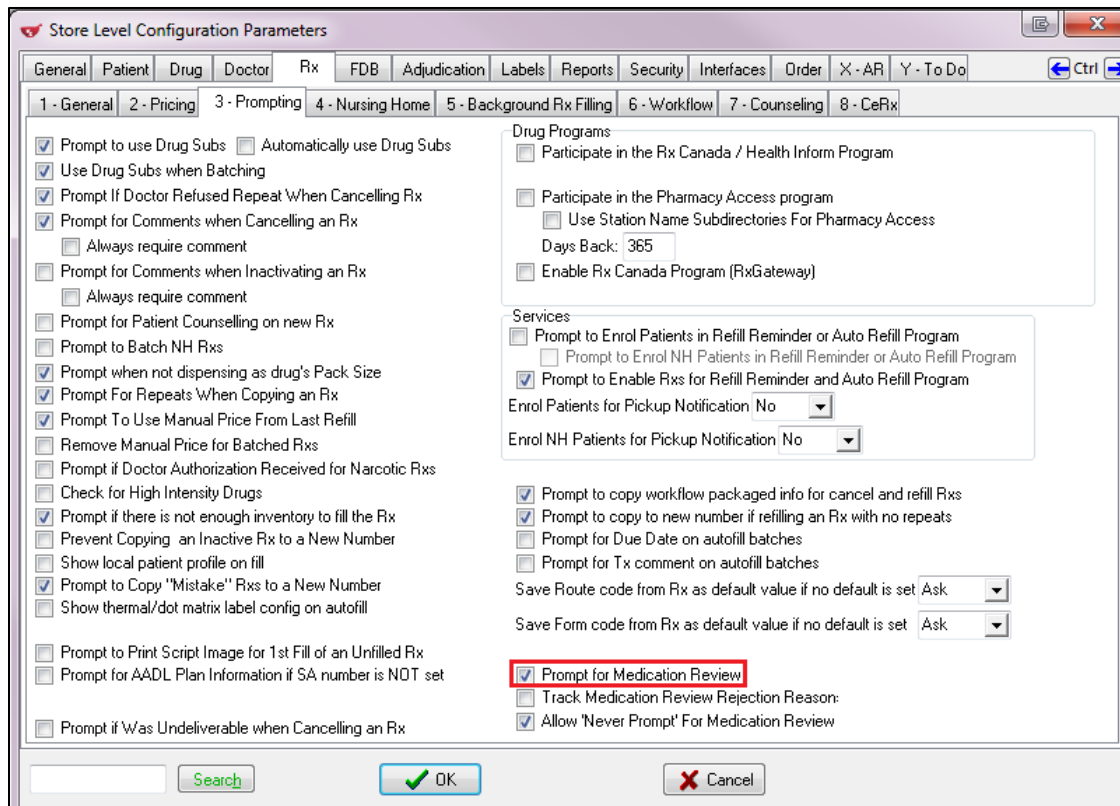 Store Level Configuration Parameters
General Patient Drug Doctor Rx FDB Adjudication Labels Reports Security Interfaces Order X - AR Y - To Do Ctrl
1 - General 2 - Pricing 3 - Prompting 4 - Nursing Home 5 - Background Rx Filling 6 - Workflow 7 - Counseling 8 - CeRx
Prompt to use Drug Subs Automatically use Drug Subs
Use Drug Subs when Batching
Prompt If Doctor Refused Repeat When Cancelling Rx
Prompt for Comments when Cancelling an Rx
Always require comment
Prompt for Comments when Inactivating an Rx
Always require comment
Prompt for Patient Counselling on new Rx
Prompt to Batch NH Rxs
Prompt when not dispensing as drug's Pack Size
Prompt For Repeats When Copying an Rx
Prompt To Use Manual Price From Last Refill
Remove Manual Price for Batched Rxs
Prompt if Doctor Authorization Received for Narcotic Rxs
Check for High Intensity Drugs
Prompt if there is not enough inventory to fill the Rx
Prevent Copying an Inactive Rx to a New Number
Show local patient profile on fill
Prompt to Copy "Mistake" Rxs to a New Number
Show thermal/dot matrix label config on autofill
Prompt to Print Script Image for 1st Fill of an Unfilled Rx
Prompt for AADL Plan Information if SA number is NOT set
Prompt if Was Undeliverable when Cancelling an Rx
Drug Programs
Participate in the Rx Canada / Health Inform Program
Participate in the Pharmacy Access program
Use Station Name Subdirectories For Pharmacy Access
Days Back: 365
Enable Rx Canada Program (RxGateway)
Services
Prompt to Enrol Patients in Refill Reminder or Auto Refill Program
Prompt to Enrol NH Patients in Refill Reminder or Auto Refill Program
Prompt to Enable Rxs for Refill Reminder and Auto Refill Program
Enrol Patients for Pickup Notification No
Enrol NH Patients for Pickup Notification No
Prompt to copy workflow packaged info for cancel and refill Rxs
Prompt to copy to new number if refilling an Rx with no repeats
Prompt for Due Date on autofill batches
Prompt for Tx comment on autofill batches
Save Route code from Rx as default value if no default is set Ask
Save Form code from Rx as default value if no default is set Ask
Prompt for Medication Review
Track Medication Review Rejection Reason:
Allow 'Never Prompt' For Medication Review
Search OK Cancel